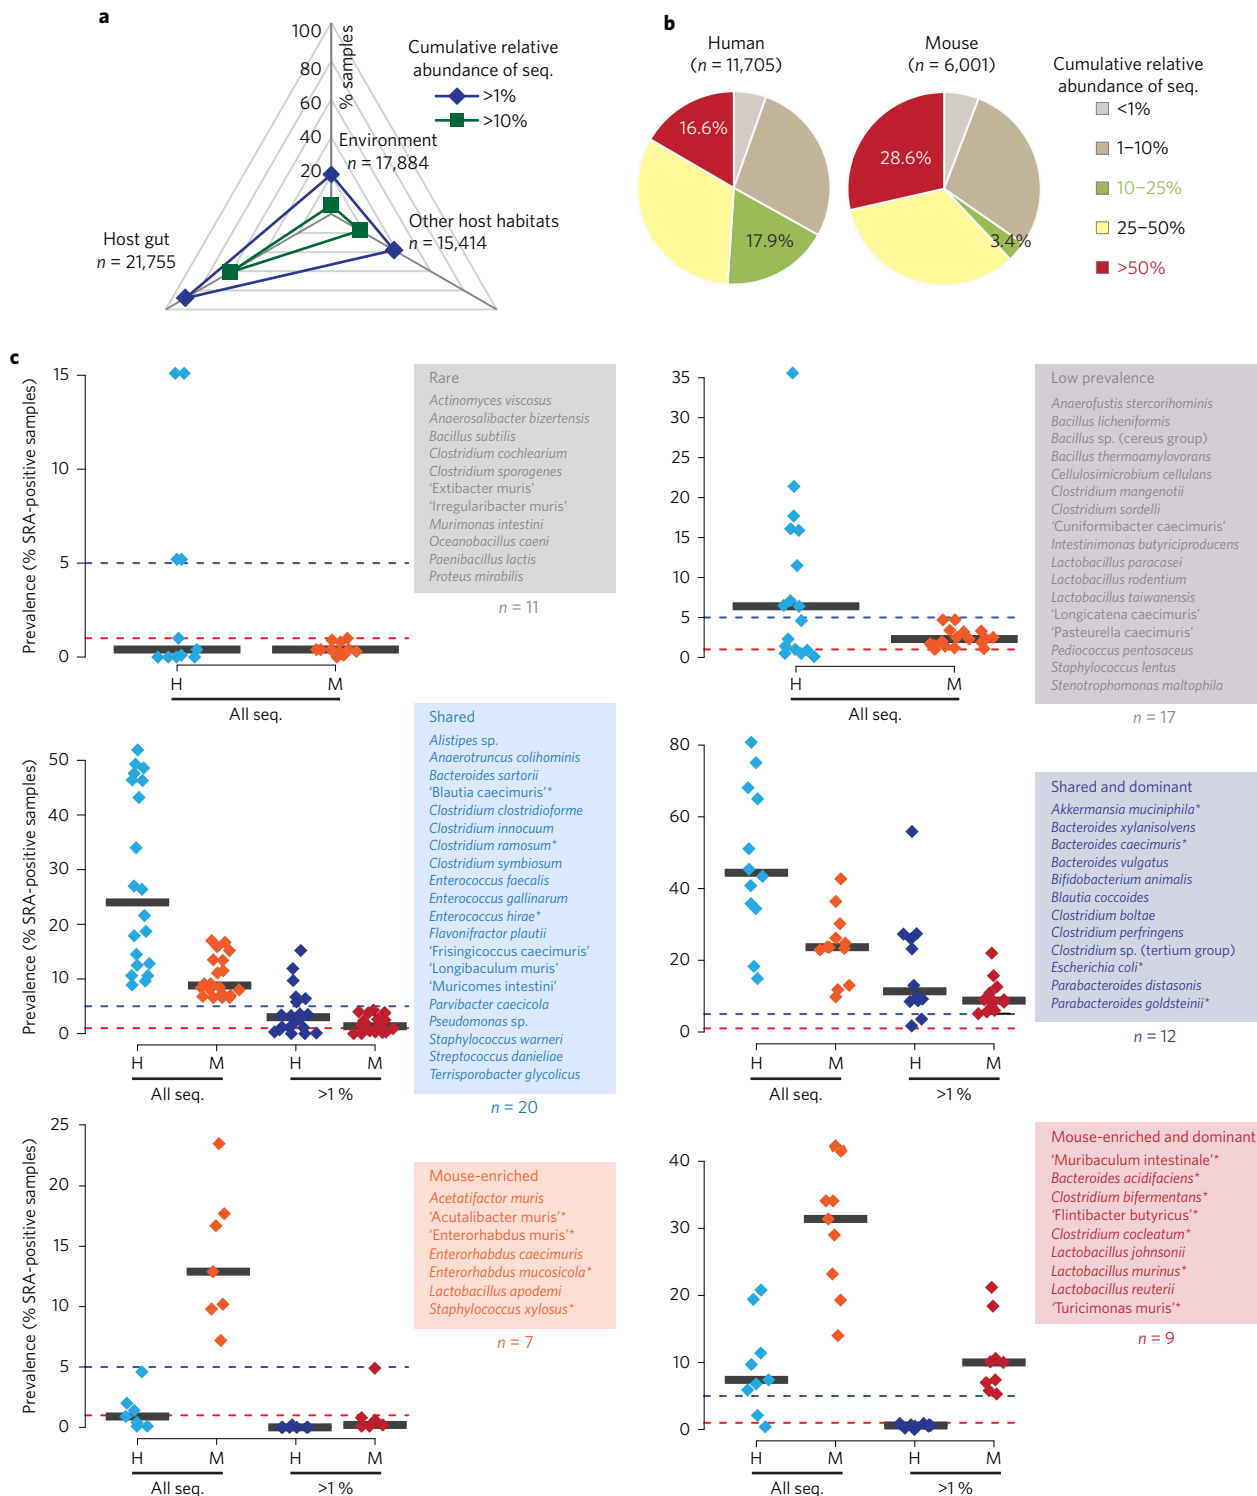 a
100
80
60
40
20
% samples
Cumulative relative
abundance of seq.
>1%
>10%
Environment
n = 17,884
Other host habitats
n = 15,414
Host gut
n = 21,755
b
Human
(n = 11,705)
Mouse
(n = 6,001)
16.6%
17.9%
28.6%
3.4%
Cumulative relative
abundance of seq.
<1%
1–10%
10–25%
25–50%
>50%
c
Prevalence (% SRA-positive samples)
15
10
5
0
H
M
All seq.
Rare
Actinomyces viscosus
Anaerosalibacter bizertensis
Bacillus subtilis
Clostridium cochlearium
Clostridium sporogenes
‘Extibacter muris’
‘Irregularibacter muris’
Murimonas intestini
Oceanobacillus caeni
Paenibacillus lactis
Proteus mirabilis
n = 11
35
30
25
20
15
10
5
0
H
M
All seq.
Low prevalence
Anaerofustis stercorihominis
Bacillus licheniformis
Bacillus sp. (cereus group)
Bacillus thermoamylovorans
Cellulosimicrobium cellulans
Clostridium mangenotii
Clostridium sordelli
‘Cuniformibacter caecimuris’
Intestinimonas butyriciproducens
Lactobacillus paracasei
Lactobacillus rodentium
Lactobacillus taiwanensis
‘Longicatena caecimuris’
‘Pasteurella caecimuris’
Pediococcus pentosaceus
Staphylococcus lentus
Stenotrophomonas maltophila
n = 17
Prevalence (% SRA-positive samples)
50
40
30
20
10
0
H
M
H
M
All seq.
>1 %
Shared
Alistipes sp.
Anaerotruncus colihominis
Bacteroides sartorii
‘Blautia caecimuris’*
Clostridium clostridioforme
Clostridium innocuum
Clostridium ramosum*
Clostridium symbiosum
Enterococcus faecalis
Enterococcus gallinarum
Enterococcus hirae*
Flavonifractor plautii
‘Frisingicoccus caecimuris’
‘Longibaculum muris’
‘Muricomes intestini’
Parvibacter caecicola
Pseudomonas sp.
Staphylococcus warneri
Streptococcus danieliae
Terrisporobacter glycolicus
n = 20
80
60
40
20
0
H
M
H
M
All seq.
>1 %
Shared and dominant
Akkermansia muciniphila*
Bacteroides xylanisolvens
Bacteroides caecimuris*
Bacteroides vulgatus
Bifidobacterium animalis
Blautia coccoides
Clostridium boltae
Clostridium perfringens
Clostridium sp. (tertium group)
Escherichia coli*
Parabacteroides distasonis
Parabacteroides goldsteinii*
n = 12
Prevalence (% SRA-positive samples)
25
20
15
10
5
0
H
M
H
M
All seq.
>1 %
Mouse-enriched
Acetatifactor muris
‘Acutalibacter muris’*
‘Enterorhabdus muris’*
Enterorhabdus caecimuris
Enterorhabdus mucosicola*
Lactobacillus apodemi
Staphylococcus xylosus*
n = 7
40
30
20
10
0
H
M
H
M
All seq.
>1 %
Mouse-enriched and dominant
‘Muribaculum intestinale’*
Bacteroides acidifaciens*
Clostridium bifermentans*
‘Flintibacter butyricus’*
Clostridium cocleatum*
Lactobacillus johnsonii
Lactobacillus murinus*
Lactobacillus reuterii
‘Turicimonas muris’*
n = 9